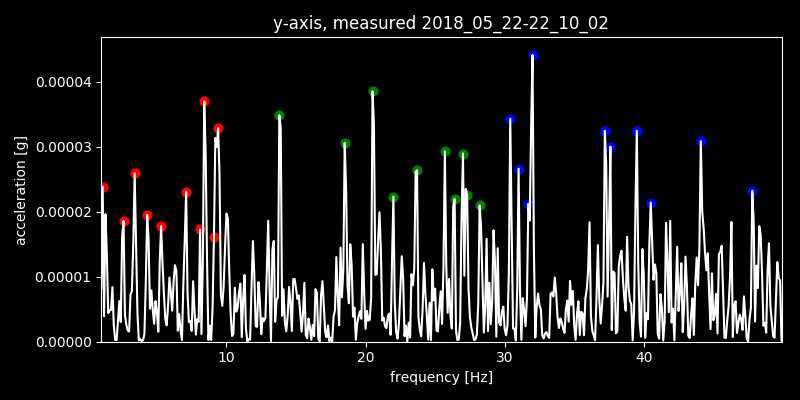 y-axis, measured 2018_05_22-22_10_02
acceleration [g]
0.00004
0.00003
0.00002
0.00001
0.00000
10 20 30 40
frequency [Hz]